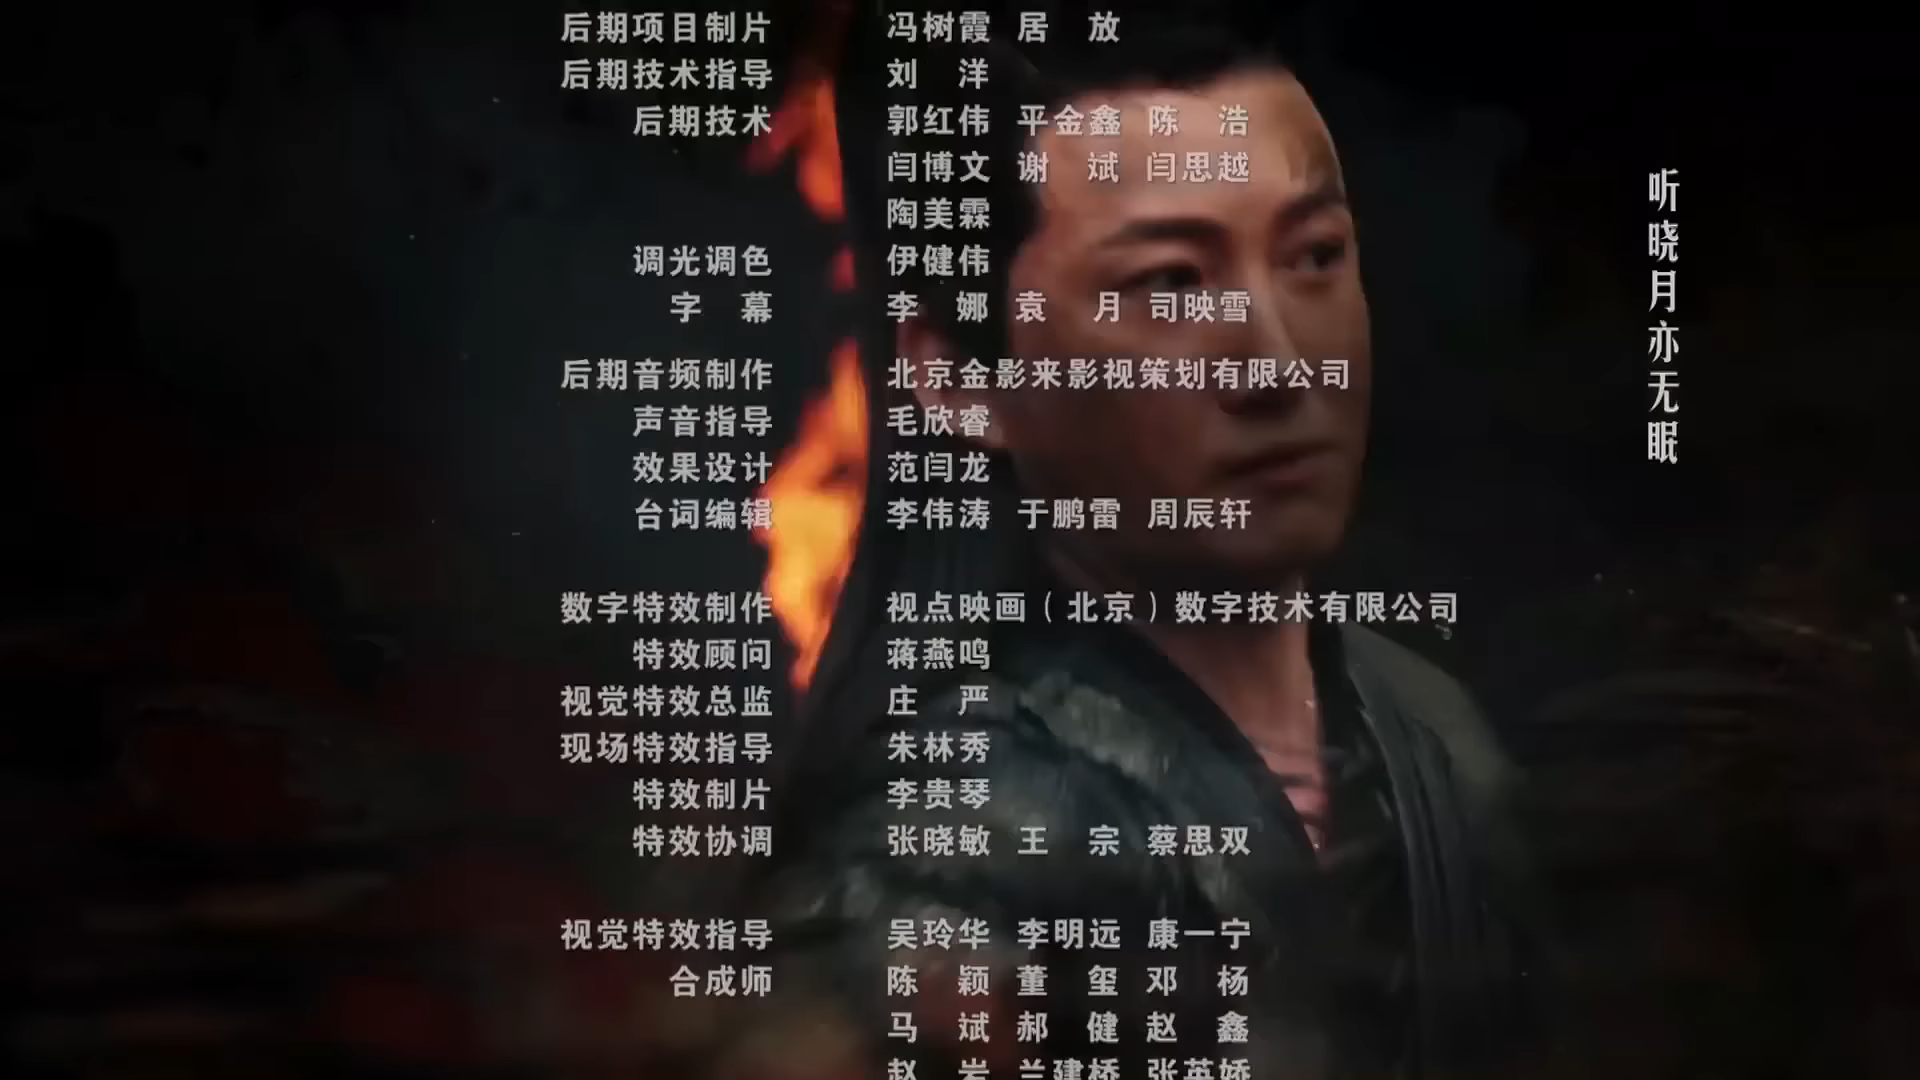 后期项目制片 冯树霞 居 放
后期技术指导 刘 洋
后期技术 郭红伟 平金鑫 陈 浩
闫博文 谢 斌 闫思越
陶美霖
调光调色 伊健伟
字 幕 李 娜 袁 月 司映雪
后期音频制作 北京金影来影视策划有限公司
声音指导 毛欣睿
效果设计 范闫龙
台词编辑 李伟涛 于鹏雷 周辰轩
数字特效制作 视点映画（北京）数字技术有限公司
特效顾问 蒋燕鸣
视觉特效总监 庄 严
现场特效指导 朱林秀
特效制片 李贵琴
特效协调 张晓敏 王 宗 蔡思双
视觉特效指导 吴玲华 李明远 康一宁
合成师 陈 颖 董 玺 邓 杨
马 斌 郝 健 赵 鑫
赵 岩 兰建桥 张英娇
听晓月亦无眠